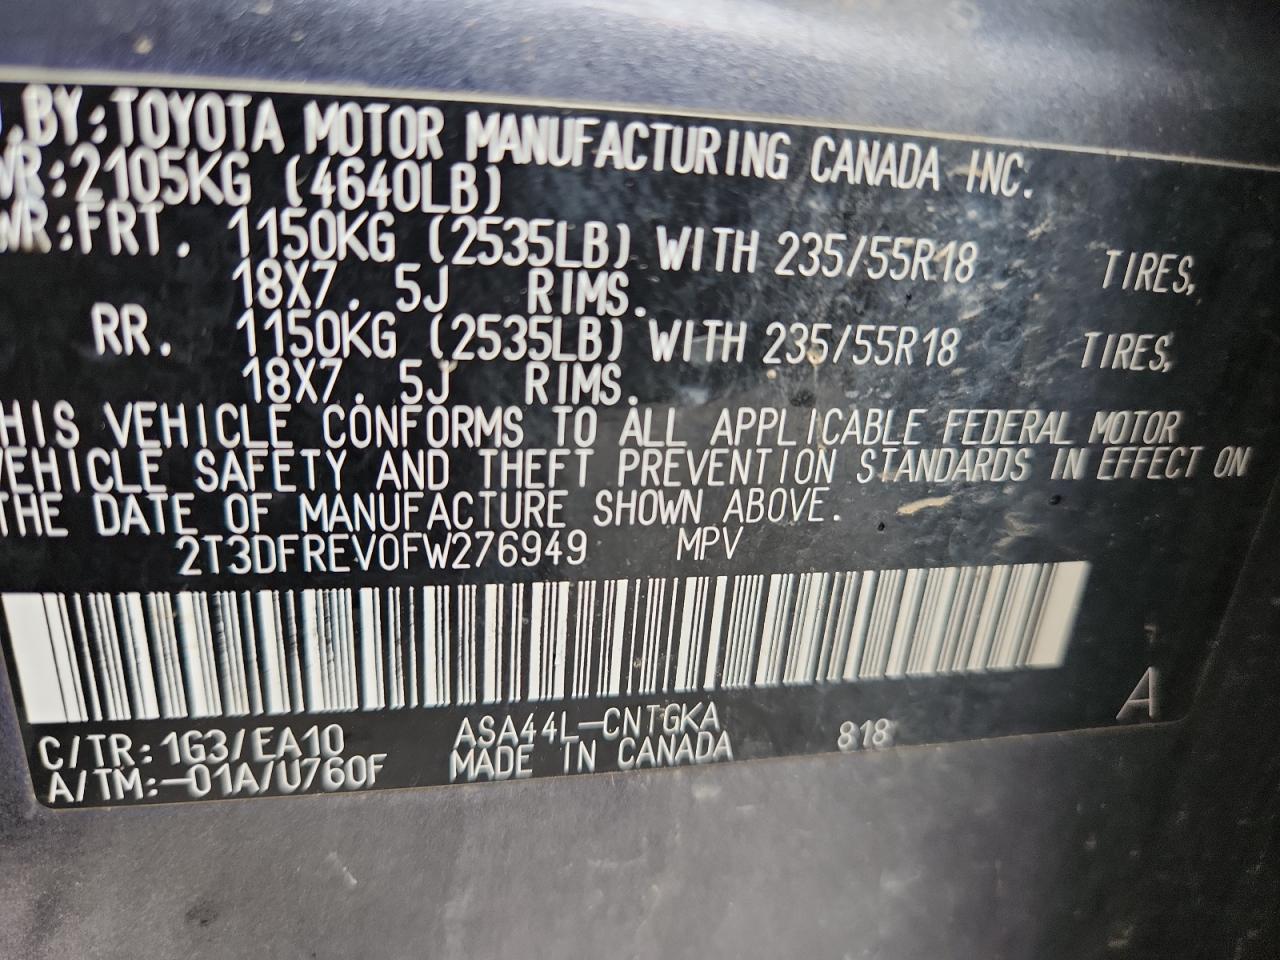 .BY:TOYOTA MOTOR MANUFACTURING CANADA INC.
WR:2105KG (4640LB)
WR:FRT. 1150KG (2535LB) WITH 235/55R18 TIRES,
18X7.5J RIMS.
RR. 1150KG (2535LB) WITH 235/55R18 TIRES,
18X7.5J RIMS.
HIS VEHICLE CONFORMS TO ALL APPLICABLE FEDERAL MOTOR
VEHICLE SAFETY AND THEFT PREVENTION STANDARDS IN EFFECT ON
THE DATE OF MANUFACTURE SHOWN ABOVE.
2T3DFREV0FW276949 MPV
C/TR:1G3/EA10 ASA44L-CNTGKA 818 A
A/TM:-01A/U760F MADE IN CANADA